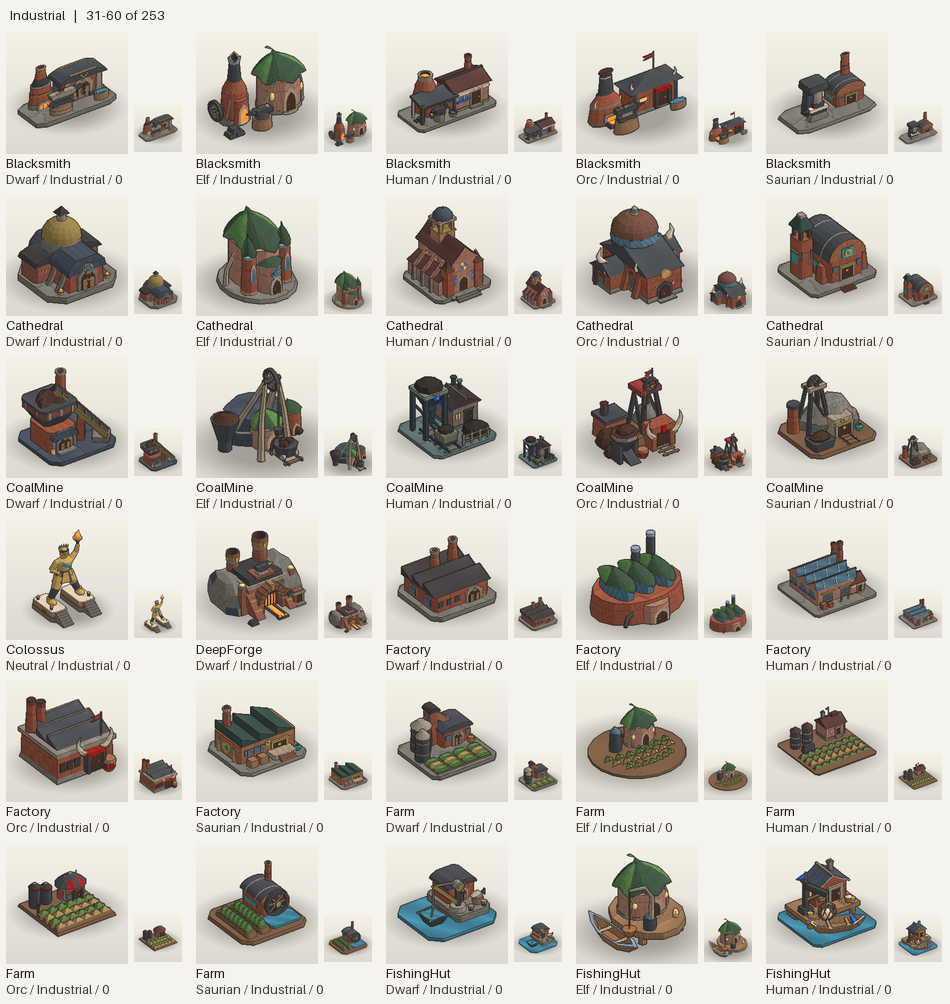 Industrial | 31-60 of 253
Blacksmith Blacksmith Blacksmith Blacksmith Blacksmith
Dwarf / Industrial / 0 Elf / Industrial / 0 Human / Industrial / 0 Orc / Industrial / 0 Saurian / Industrial / 0
Cathedral Cathedral Cathedral Cathedral Cathedral
Dwarf / Industrial / 0 Elf / Industrial / 0 Human / Industrial / 0 Orc / Industrial / 0 Saurian / Industrial / 0
CoalMine CoalMine CoalMine CoalMine CoalMine
Dwarf / Industrial / 0 Elf / Industrial / 0 Human / Industrial / 0 Orc / Industrial / 0 Saurian / Industrial / 0
Colossus DeepForge Factory Factory Factory
Neutral / Industrial / 0 Dwarf / Industrial / 0 Dwarf / Industrial / 0 Elf / Industrial / 0 Human / Industrial / 0
Factory Factory Farm Farm Farm
Orc / Industrial / 0 Saurian / Industrial / 0 Dwarf / Industrial / 0 Elf / Industrial / 0 Human / Industrial / 0
Farm Farm FishingHut FishingHut FishingHut
Orc / Industrial / 0 Saurian / Industrial / 0 Dwarf / Industrial / 0 Elf / Industrial / 0 Human / Industrial / 0